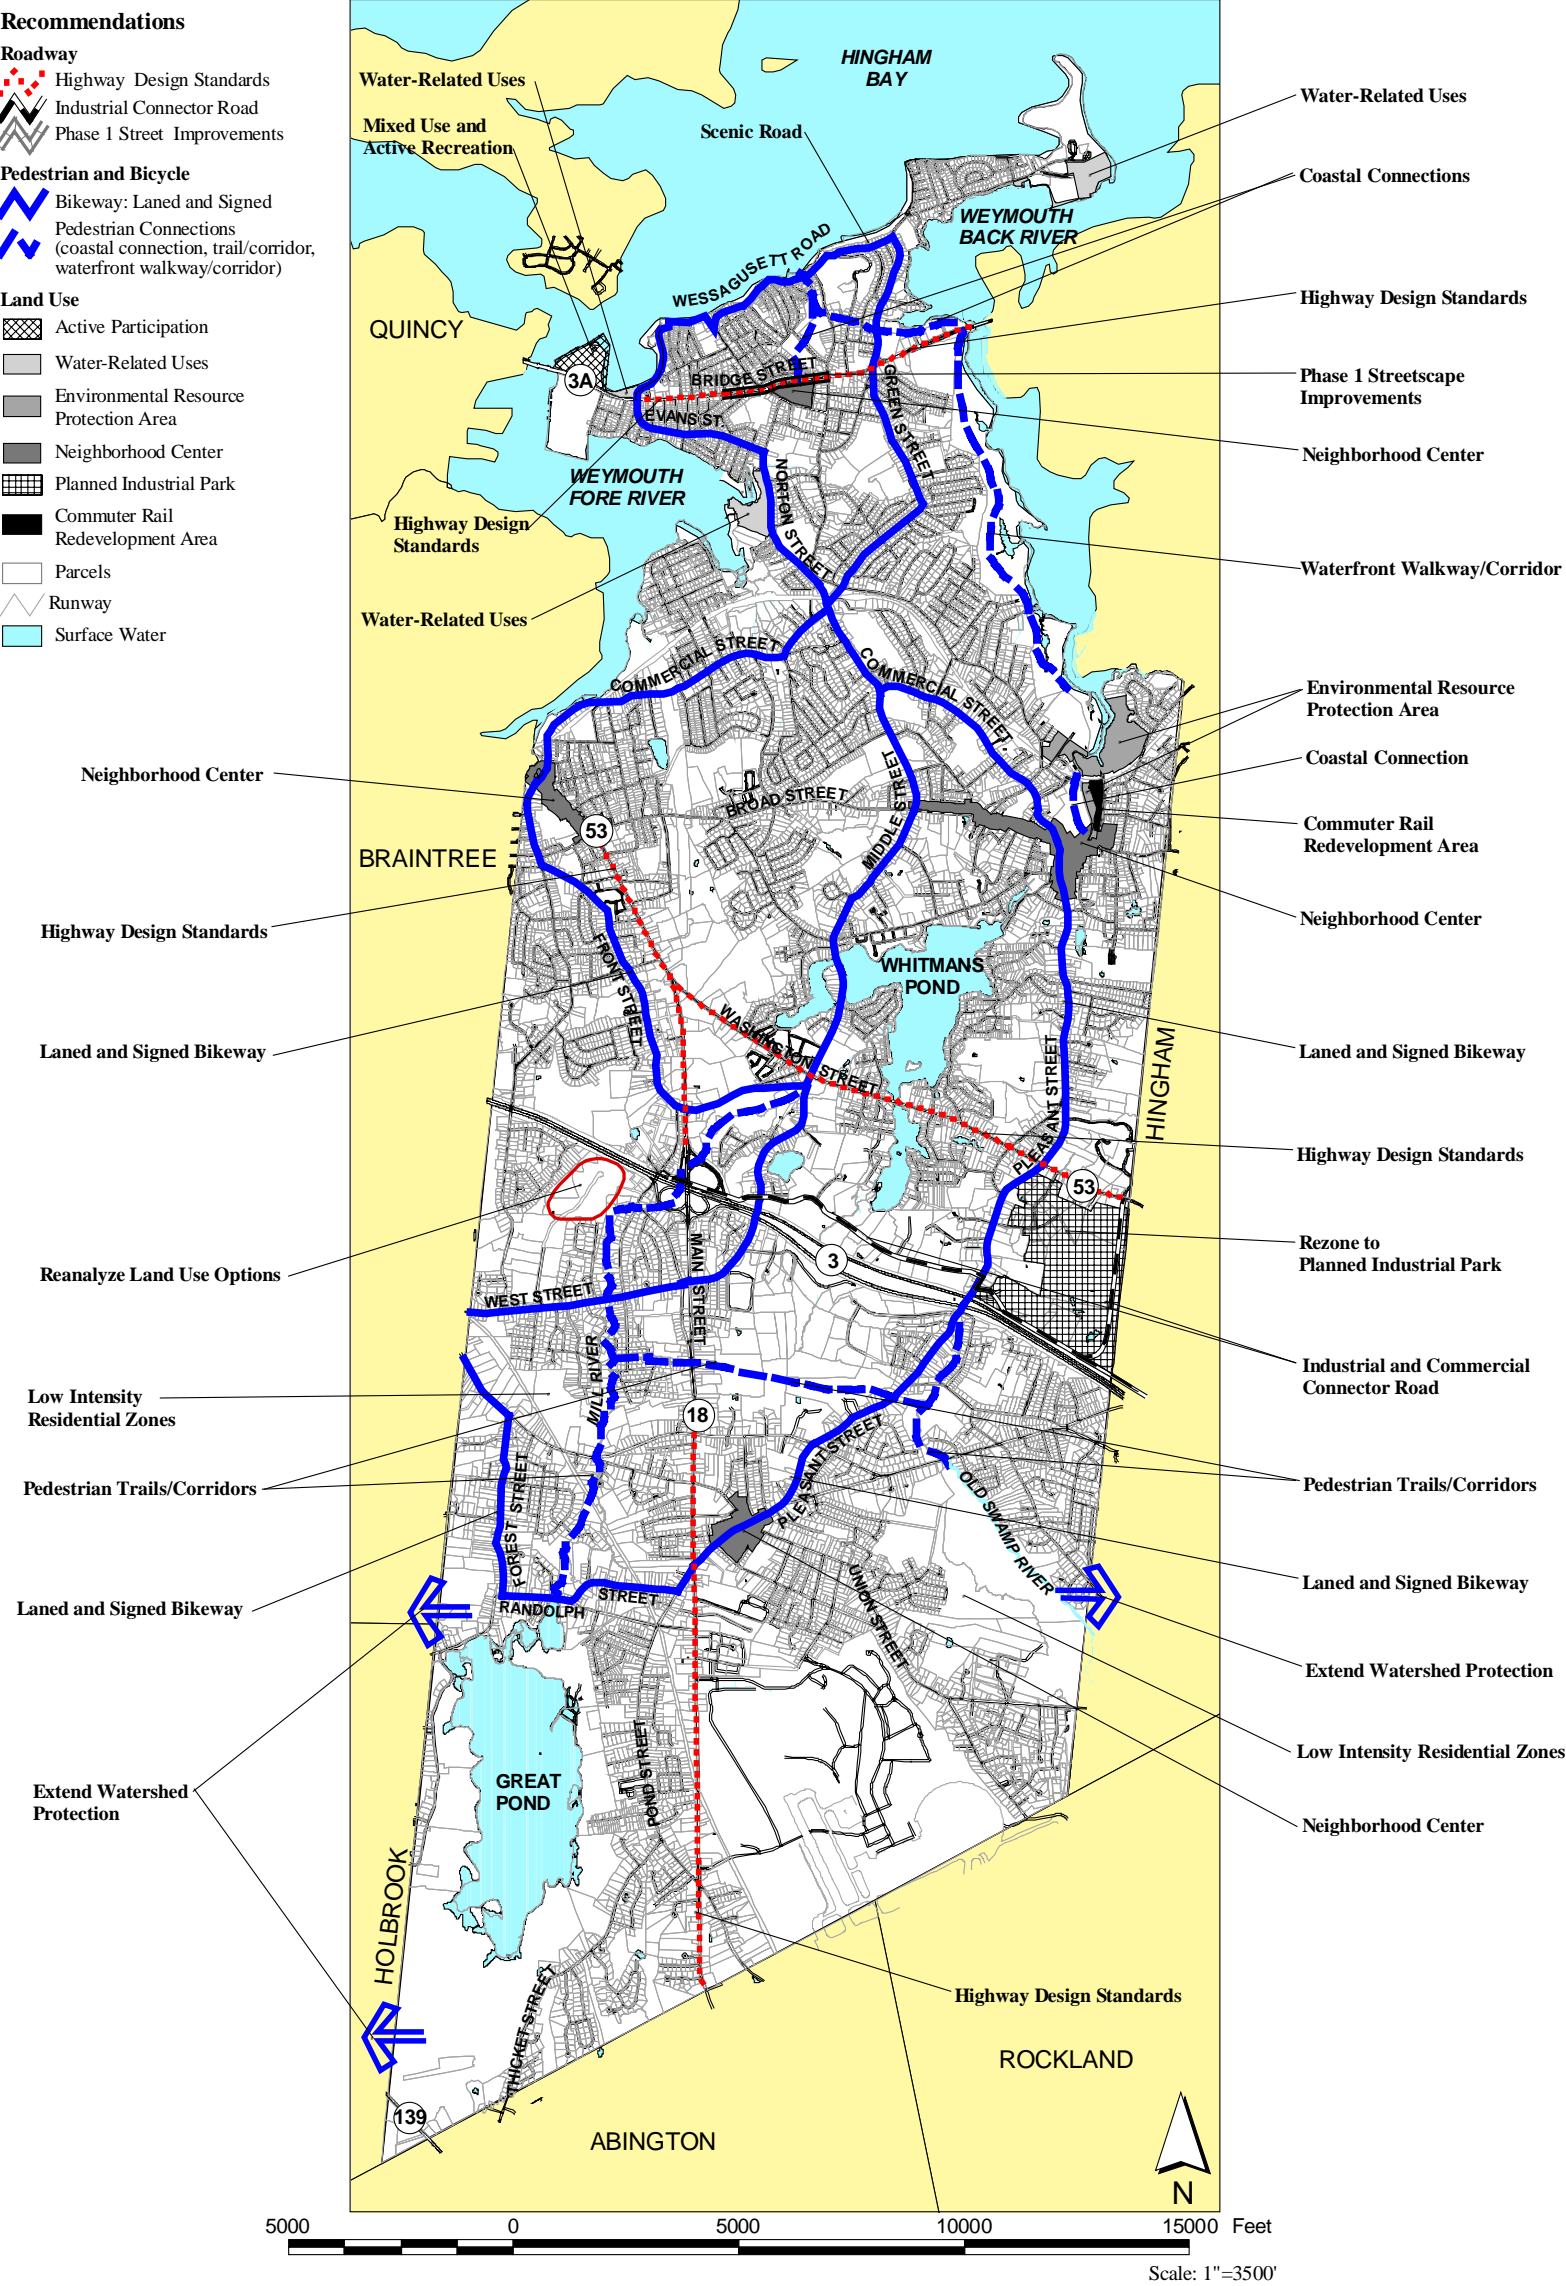 Recommendations
Roadway
Highway Design Standards
Industrial Connector Road
Phase 1 Street Improvements
Pedestrian and Bicycle
Bikeway: Laned and Signed
Pedestrian Connections
(coastal connection, trail/corridor,
waterfront walkway/corridor)
Land Use
Active Participation
Water-Related Uses
Environmental Resource
Protection Area
Neighborhood Center
Planned Industrial Park
Commuter Rail
Redevelopment Area
Parcels
Runway
Surface Water
Water-Related Uses
Mixed Use and
Active Recreation
Scenic Road
HINGHAM
BAY
Water-Related Uses
Coastal Connections
WEYMOUTH
BACK RIVER
WESSAGUSETT ROAD
QUINCY
Highway Design Standards
3A
BRIDGE STREET
Phase 1 Streetscape
Improvements
EVANS ST.
GREEN STREET
Neighborhood Center
WEYMOUTH
FORE RIVER
NORTON STREET
Highway Design
Standards
Waterfront Walkway/Corridor
Water-Related Uses
COMMERCIAL STREET
COMMERCIAL STREET
Environmental Resource
Protection Area
Coastal Connection
Neighborhood Center
BROAD STREET
MIDDLE STREET
53
Commuter Rail
Redevelopment Area
BRAINTREE
Neighborhood Center
Highway Design Standards
FRONT STREET
WHITMANS
POND
WASHINGTON STREET
Laned and Signed Bikeway
Laned and Signed Bikeway
PLEASANT STREET
HINGHAM
Highway Design Standards
53
Rezone to
Planned Industrial Park
Reanalyze Land Use Options
3
MAIN STREET
WEST STREET
MILL RIVER
Industrial and Commercial
Connector Road
Low Intensity
Residential Zones
18
PLEASANT STREET
Pedestrian Trails/Corridors
Pedestrian Trails/Corridors
FOREST STREET
OLD SWAMP RIVER
UNION STREET
Laned and Signed Bikeway
Laned and Signed Bikeway
RANDOLPH STREET
Extend Watershed Protection
POND STREET
Low Intensity Residential Zones
GREAT
POND
Extend Watershed
Protection
Neighborhood Center
HOLBROOK
THICKET STREET
Highway Design Standards
ROCKLAND
139
ABINGTON
N
5000 0 5000 10000 15000 Feet
Scale: 1"=3500'